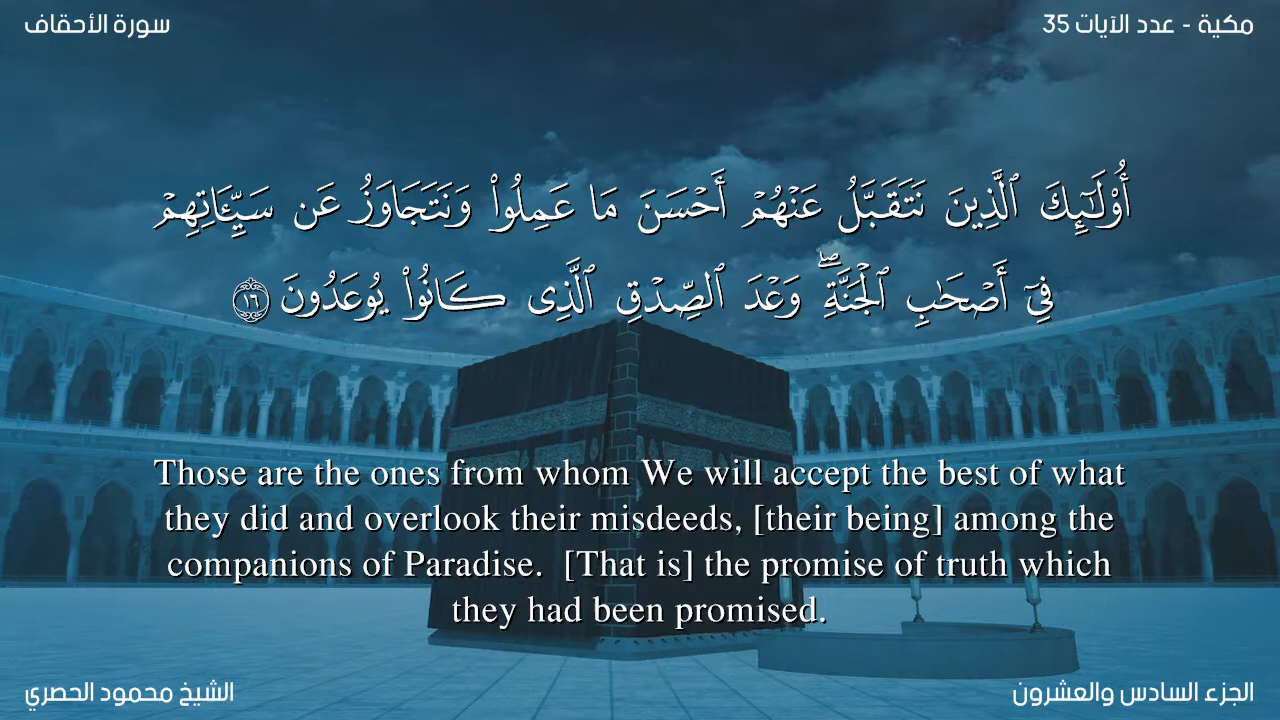 سورة الأحقاف
مكية - عدد الآيات 35
أُو۟لَـٰٓئِكَ ٱلَّذِينَ نَتَقَبَّلُ عَنْهُمْ أَحْسَنَ مَا عَمِلُوا۟ وَنَتَجَاوَزُ عَن سَيِّـَٔاتِهِمْ
فِىٓ أَصْحَـٰبِ ٱلْجَنَّةِ ۖ وَعْدَ ٱلصِّدْقِ ٱلَّذِى كَانُوا۟ يُوعَدُونَ ١٦
Those are the ones from whom We will accept the best of what
they did and overlook their misdeeds, [their being] among the
companions of Paradise.  [That is] the promise of truth which
they had been promised.
الشيخ محمود الحصري
الجزء السادس والعشرون